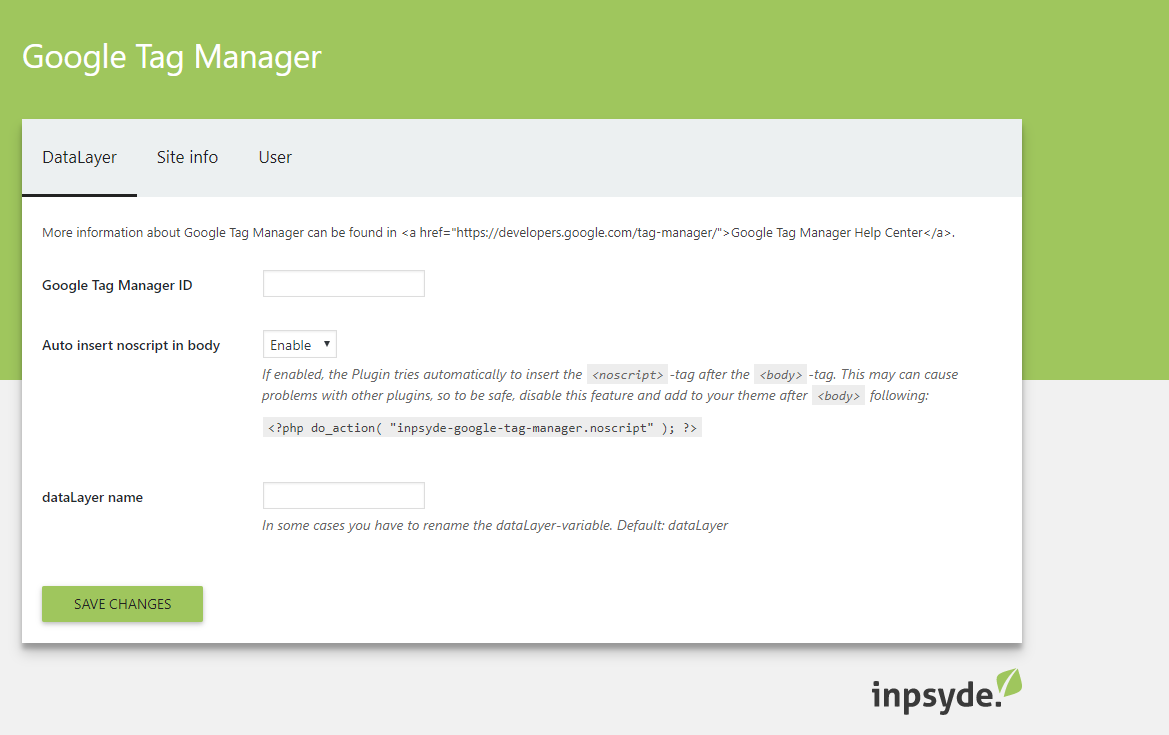 Google Tag Manager
DataLayer Site info User
More information about Google Tag Manager can be found in <a href="https://developers.google.com/tag-manager/">Google Tag Manager Help Center</a>.
Google Tag Manager ID
Auto insert noscript in body Enable
If enabled, the Plugin tries automatically to insert the <noscript> -tag after the <body> -tag. This may can cause
problems with other plugins, so to be safe, disable this feature and add to your theme after <body> following:
<?php do_action( "inpsyde-google-tag-manager.noscript" ); ?>
dataLayer name
In some cases you have to rename the dataLayer-variable. Default: dataLayer
SAVE CHANGES
inpsyde.